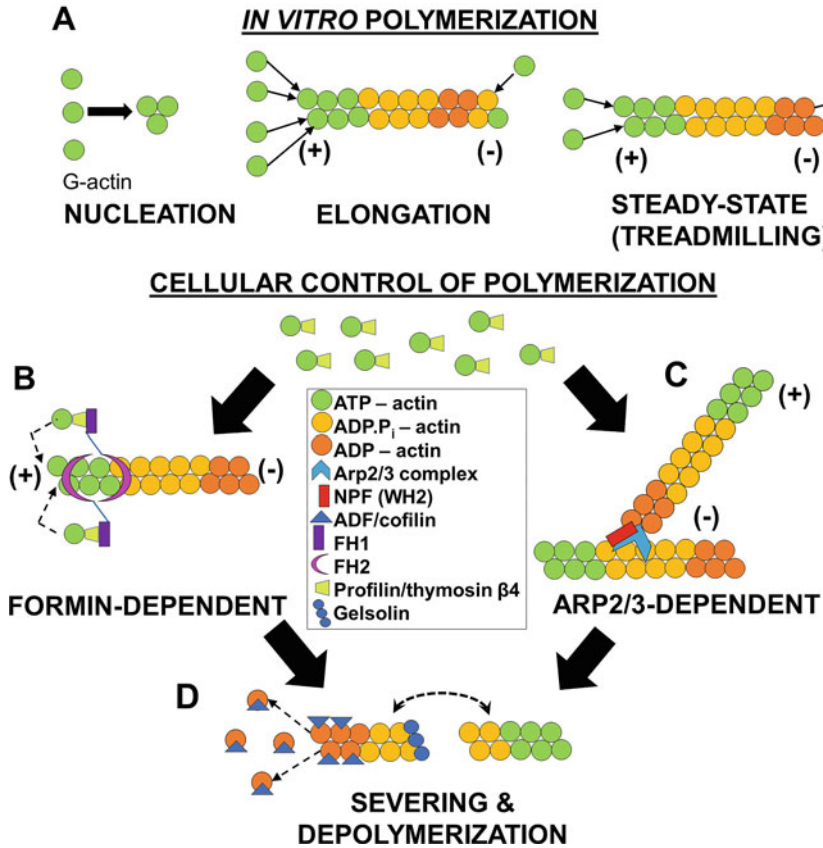 A
IN VITRO POLYMERIZATION
G-actin
(+)
(-)
(+)
(-)
NUCLEATION
ELONGATION
STEADY-STATE
(TREADMILLING)
CELLULAR CONTROL OF POLYMERIZATION
B
C
(+)
(-)
(+)
(-)
ATP – actin
ADP.Pi – actin
ADP – actin
Arp2/3 complex
NPF (WH2)
ADF/cofilin
FH1
FH2
Profilin/thymosin β4
Gelsolin
FORMIN-DEPENDENT
ARP2/3-DEPENDENT
D
SEVERING &
DEPOLYMERIZATION